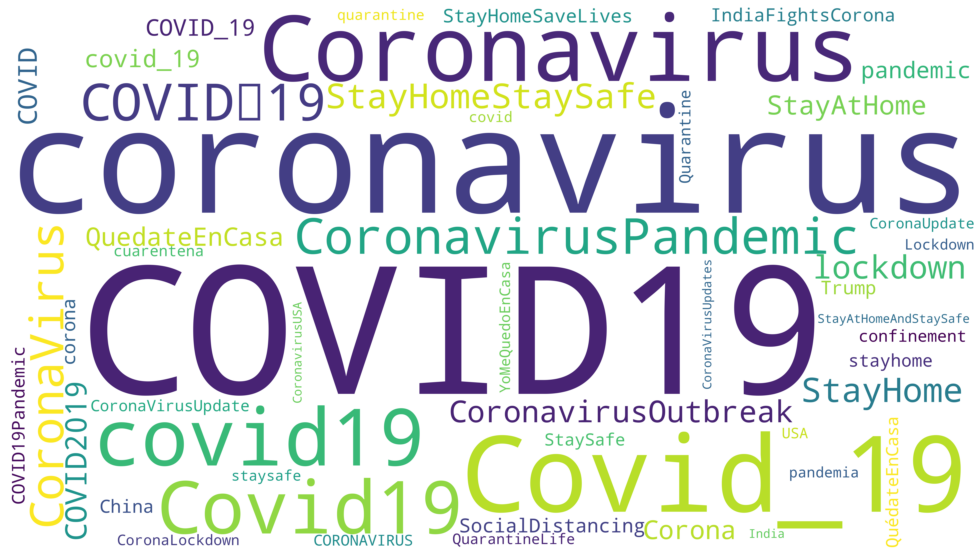 quarantine
StayHomeSaveLives
IndiaFightsCorona
COVID_19
Coronavirus
covid_19
pandemic
COVID
COVID▯19
StayHomeStaySafe
StayAtHome
covid
Quarantine
coronavirus
CoronavirusPandemic
CoronaUpdate
QuedateEnCasa
Lockdown
cuarentena
lockdown
Trump
COVID19
CoronavirusUSA
YoMeQuedoEnCasa
CoronaVirusUpdates
StayAtHomeAndStaySafe
CoronaVirus
corona
confinement
COVID19Pandemic
stayhome
StayHome
COVID2019
CoronaVirusUpdate
CoronavirusOutbreak
covid19
StaySafe
USA
Covid_19
QuédateEnCasa
staysafe
pandemia
Covid19
China
SocialDistancing
Corona
India
CoronaLockdown
CORONAVIRUS
QuarantineLife